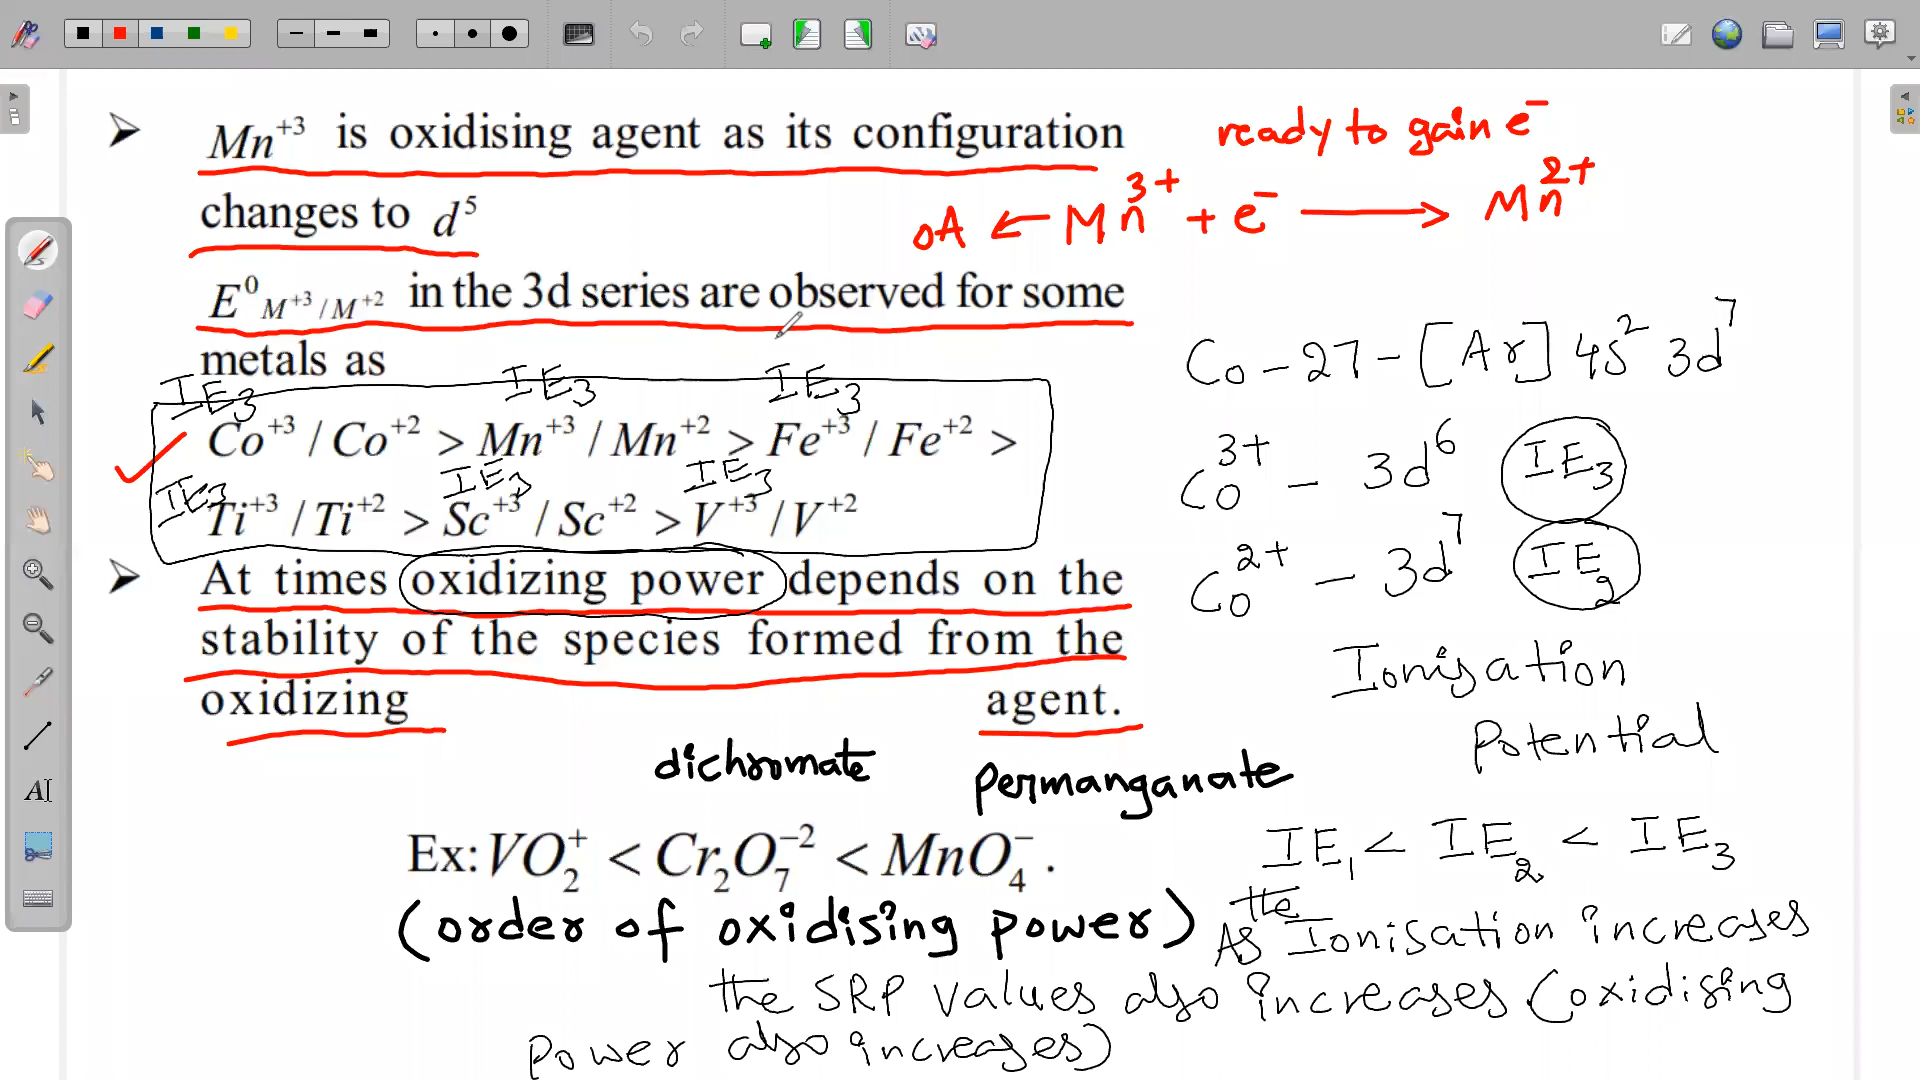 ➤ Mn⁺³ is oxidising agent as its configuration
changes to d⁵
ready to gain e⁻
OA ← Mn³⁺ + e⁻ → Mn²⁺
E⁰ M⁺³/M⁺² in the 3d series are observed for some
metals as
IE₃ IE₃ IE₃
Co⁺³ / Co⁺² > Mn⁺³ / Mn⁺² > Fe⁺³ / Fe⁺² >
IE₃ IE₃ IE₃
Ti⁺³ / Ti⁺² > Sc⁺³ / Sc⁺² > V⁺³ / V⁺²
➤ At times oxidizing power depends on the
stability of the species formed from the
oxidizing agent.
Co – 27 – [Ar] 4s² 3d⁷
Co³⁺ – 3d⁶ IE₃
Co²⁺ – 3d⁷ IE₂
Ionisation
Potential
dichromate permanganate
Ex: VO₂⁺ < Cr₂O₇⁻² < MnO₄⁻ .
(order of oxidising power)
IE₁ < IE₂ < IE₃
As the Ionisation increases
the SRP values also increases (oxidising
power also increases)
AI